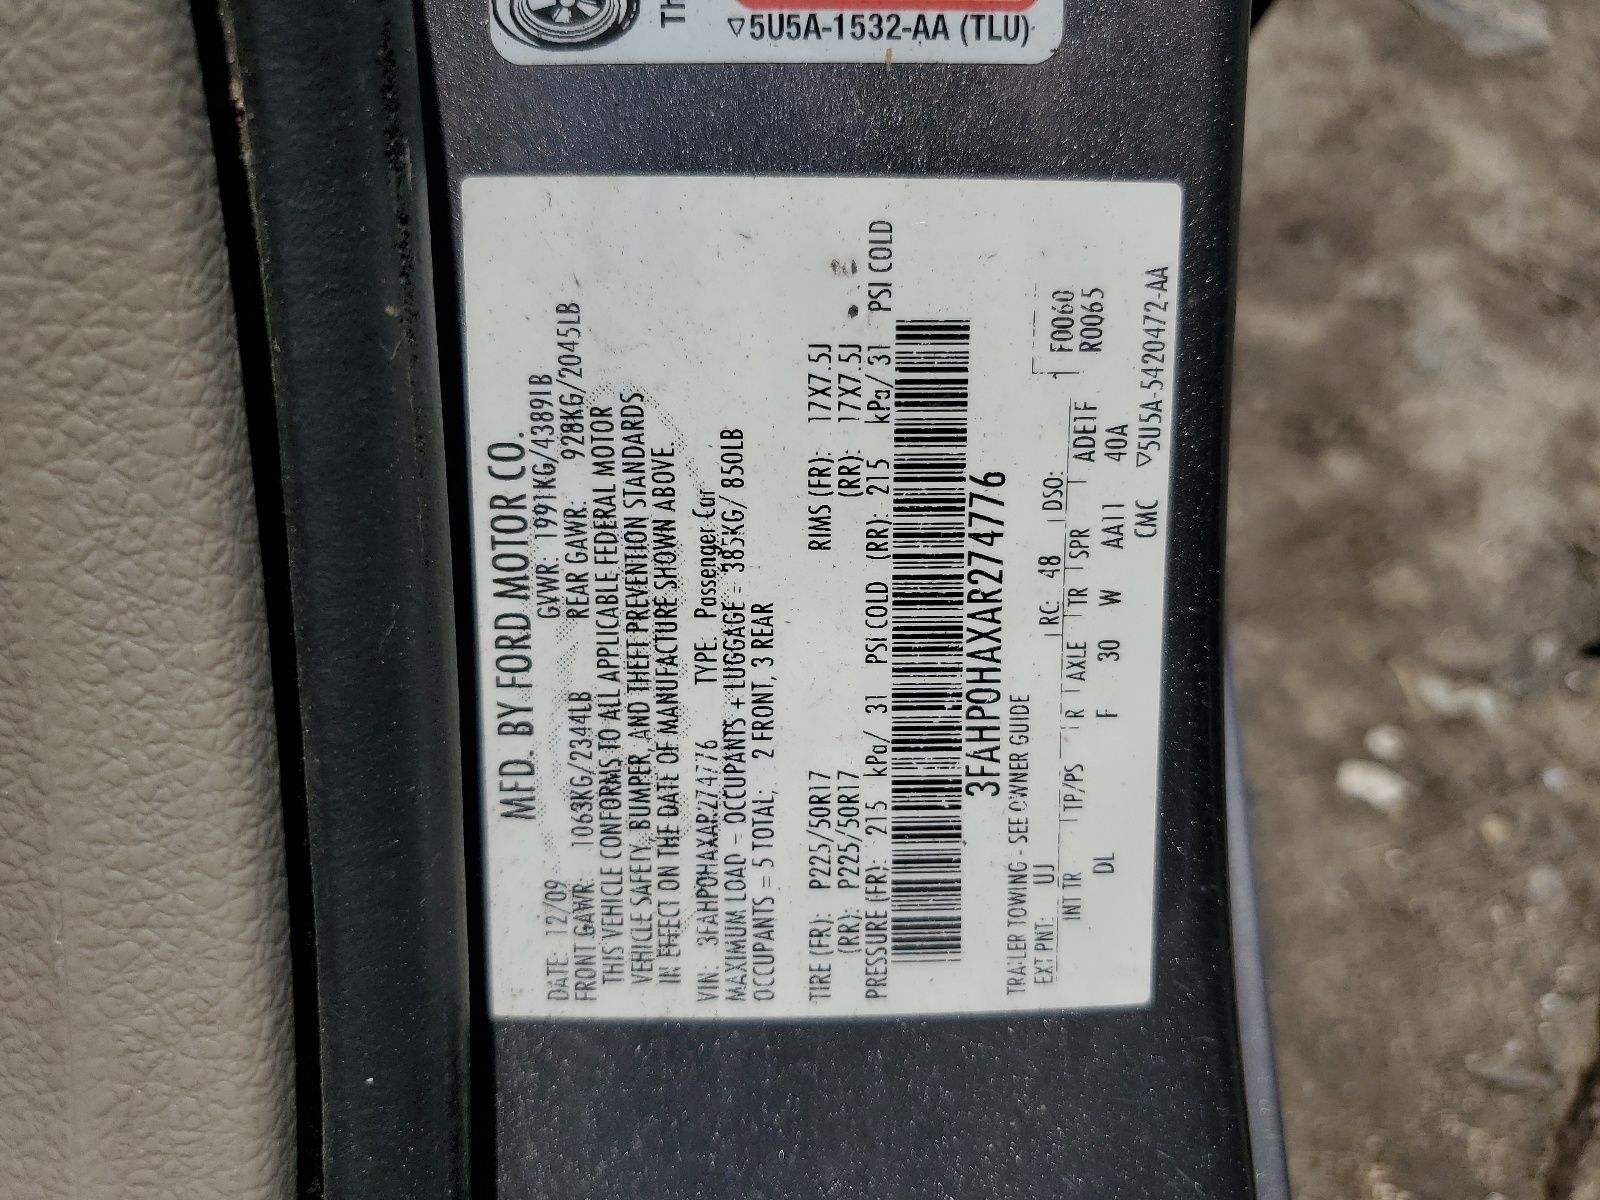 Th
▽5U5A-1532-AA (TLU)
MFD. BY FORD MOTOR CO.
DATE: 12/09 GVWR: 1991KG/4389LB
FRONT GAWR: 1063KG/2344LB REAR GAWR: 928KG/2045LB
THIS VEHICLE CONFORMS TO ALL APPLICABLE FEDERAL MOTOR
VEHICLE SAFETY, BUMPER, AND THEFT PREVENTION STANDARDS
IN EFFECT ON THE DATE OF MANUFACTURE SHOWN ABOVE.
VIN: 3FAHP0HAXAR274776 TYPE: Passenger Car
MAXIMUM LOAD = OCCUPANTS + LUGGAGE = 385KG/ 850LB
OCCUPANTS = 5 TOTAL; 2 FRONT, 3 REAR
TIRE (FR): P225/50R17 RIMS (FR): 17X7.5J
(RR): P225/50R17 (RR): 17X7.5J
PRESSURE (FR): 215 kPa/ 31 PSI COLD (RR): 215 kPa/ 31 PSI COLD
3FAHP0HAXAR274776
TRAILER TOWING - SEE OWNER GUIDE
EXT PNT: UJ RC: 48 DSO: F0060
INT TR TP/PS R AXLE TR SPR R0065
DL F 30 W AA11 40A
CMC ▽5U5A-5420472-AA